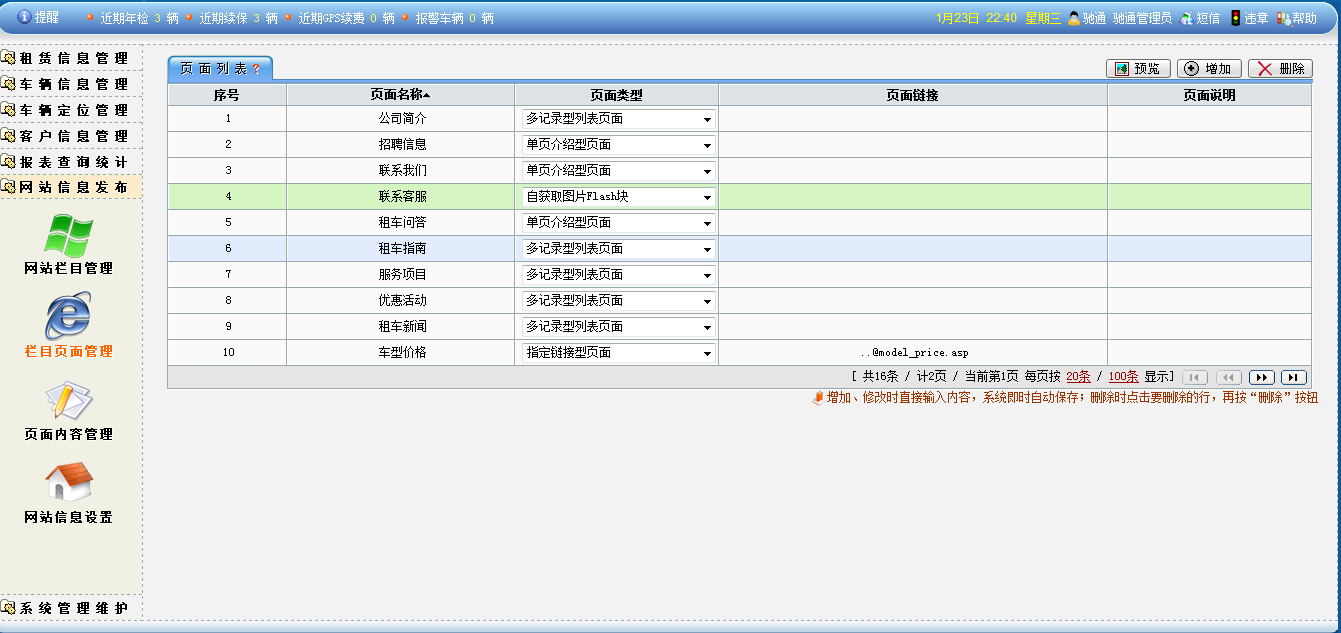 提醒 近期年检 3 辆 近期续保 3 辆 近期GPS续费 0 辆 报警车辆 0 辆 1月23日 22:40 星期三 驰通 驰通管理员 短信 违章 帮助
租赁信息管理
车辆信息管理
车辆定位管理
客户信息管理
报表查询统计
网站信息发布
网站栏目管理
栏目页面管理
页面内容管理
网站信息设置
系统管理维护
页面列表? 预览 增加 删除
序号 页面名称 页面类型 页面链接 页面说明
1 公司简介 多记录型列表页面
2 招聘信息 单页介绍型页面
3 联系我们 单页介绍型页面
4 联系客服 自获取图片Flash块
5 租车问答 单页介绍型页面
6 租车指南 多记录型列表页面
7 服务项目 多记录型列表页面
8 优惠活动 多记录型列表页面
9 租车新闻 多记录型列表页面
10 车型价格 指定链接型页面 ..@model_price.asp
[ 共16条 / 计2页 / 当前第1页 每页按 20条 / 100条 显示]
增加、修改时直接输入内容，系统即时自动保存；删除时点击要删除的行，再按“删除”按钮